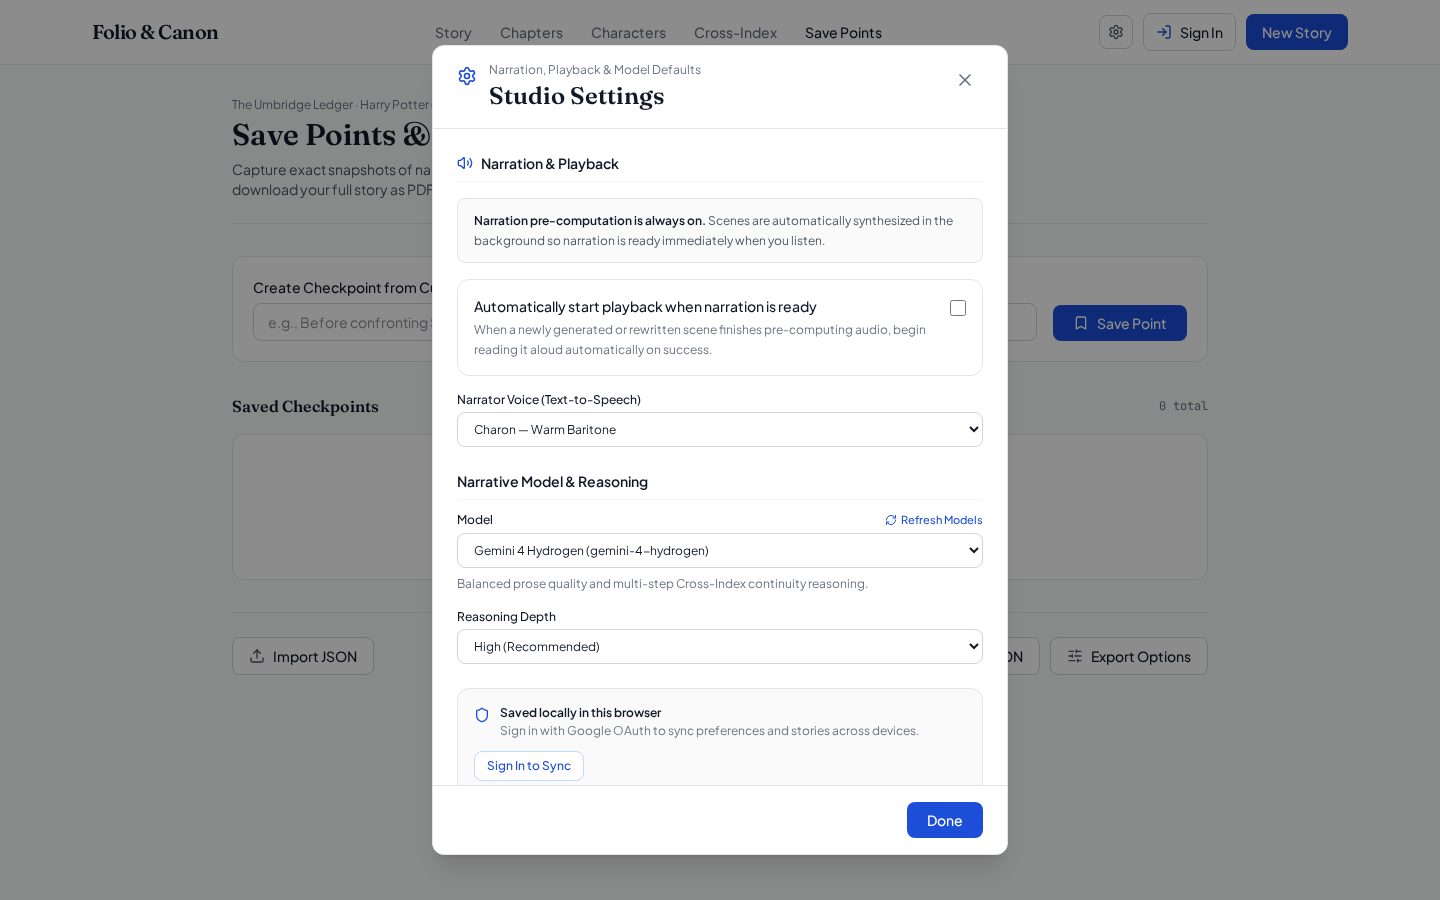 Folio & Canon
Story
Chapters
Characters
Cross-Index
Save Points
Sign In
New Story
The Umbridge Ledger · Harry Potter
Save Points &
Capture exact snapshots of na
download your full story as PDF
Create Checkpoint from Cu
e.g., Before confronting
Save Point
Saved Checkpoints
0 total
Import JSON
ON
Export Options
Narration, Playback & Model Defaults
Studio Settings
Narration & Playback
Narration pre-computation is always on. Scenes are automatically synthesized in the
background so narration is ready immediately when you listen.
Automatically start playback when narration is ready
When a newly generated or rewritten scene finishes pre-computing audio, begin
reading it aloud automatically on success.
Narrator Voice (Text-to-Speech)
Charon — Warm Baritone
Narrative Model & Reasoning
Model
Refresh Models
Gemini 4 Hydrogen (gemini-4-hydrogen)
Balanced prose quality and multi-step Cross-Index continuity reasoning.
Reasoning Depth
High (Recommended)
Saved locally in this browser
Sign in with Google OAuth to sync preferences and stories across devices.
Sign In to Sync
Done